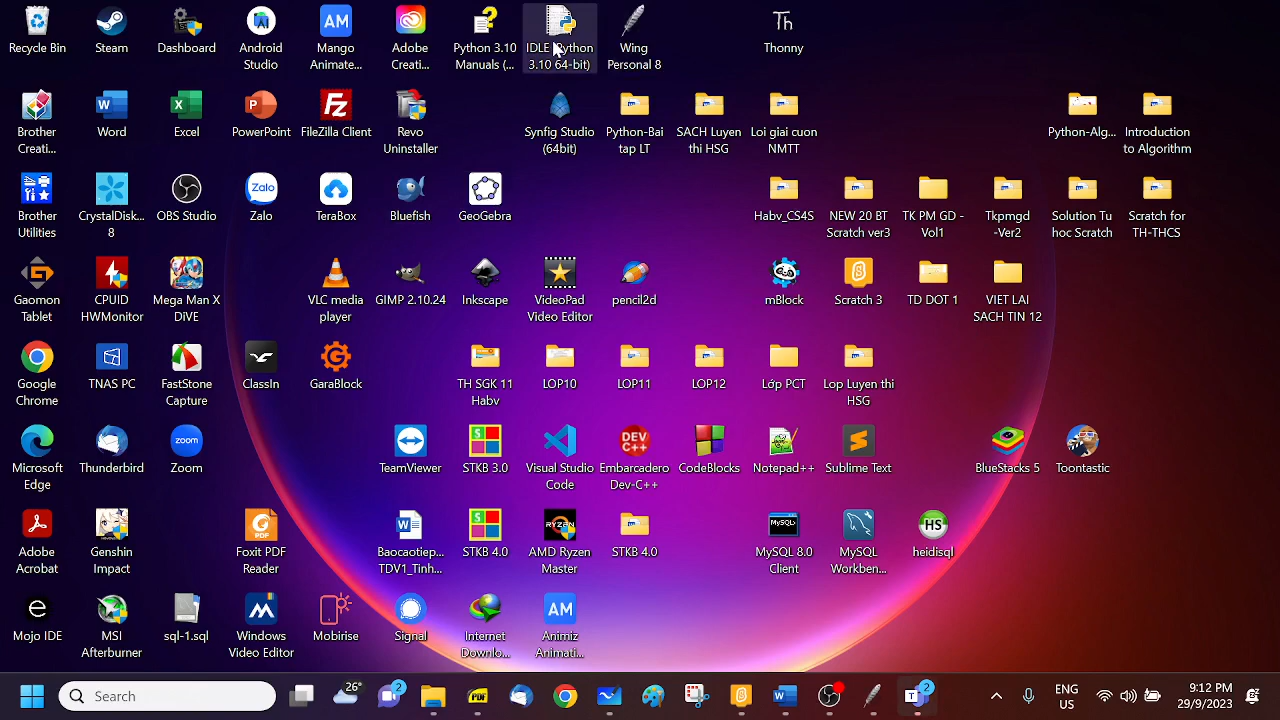 Recycle Bin
Steam
Dashboard
Android
Studio
Mango
Animate...
Adobe
Creati...
Python 3.10
Manuals (...
IDLE (Python
3.10 64-bit)
Wing
Personal 8
Th
Thonny
Brother
Creati...
Word
Excel
PowerPoint
FileZilla Client
Revo
Uninstaller
Synfig Studio
(64bit)
Python-Bai
tap LT
SACH Luyen
thi HSG
Loi giai cuon
NMTT
Python-Alg...
Introduction
to Algorithm
Brother
Utilities
CrystalDisk...
8
OBS Studio
Zalo
TeraBox
Bluefish
GeoGebra
Habv_CS4S
NEW 20 BT
Scratch ver3
TK PM GD -
Vol1
Tkpmgd
-Ver2
Solution Tu
hoc Scratch
Scratch for
TH-THCS
Gaomon
Tablet
CPUID
HWMonitor
Mega Man X
DiVE
VLC media
player
GIMP 2.10.24
Inkscape
VideoPad
Video Editor
pencil2d
mBlock
Scratch 3
TD DOT 1
VIET LAI
SACH TIN 12
Google
Chrome
TNAS PC
FastStone
Capture
ClassIn
GaraBlock
TH SGK 11
Habv
LOP10
LOP11
LOP12
Lớp PCT
Lop Luyen thi
HSG
Microsoft
Edge
Thunderbird
zoom
Zoom
TeamViewer
STKB 3.0
Visual Studio
Code
DEV
C++
Embarcadero
Dev-C++
CodeBlocks
Notepad++
Sublime Text
BlueStacks 5
Toontastic
Adobe
Acrobat
Genshin
Impact
Foxit PDF
Reader
Baocaotiep...
TDV1_Tinh...
STKB 4.0
RYZEN
AMD Ryzen
Master
STKB 4.0
MySQL 8.0
Client
MySQL
Workben...
HS
heidisql
Mojo IDE
MSI
Afterburner
sql-1.sql
Windows
Video Editor
Mobirise
Signal
Internet
Downlo...
AM
Animiz
Animati...
Search
26°
2
PDF
2
ENG
US
9:12 PM
29/9/2023